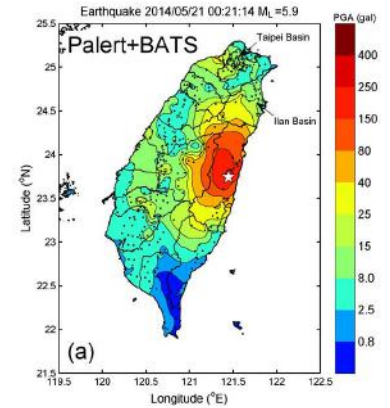 Earthquake 2014/05/21 00:21:14 M_L =5.9
Palert+BATS
Taipei Basin
Ilan Basin
(a)
PGA (gal)
400
250
150
80
40
25
15
8.0
2.5
0.8
Latitude (°N)
25.5
25
24.5
24
23.5
23
22.5
22
21.5
119.5 120 120.5 121 121.5 122 122.5
Longitude (°E)